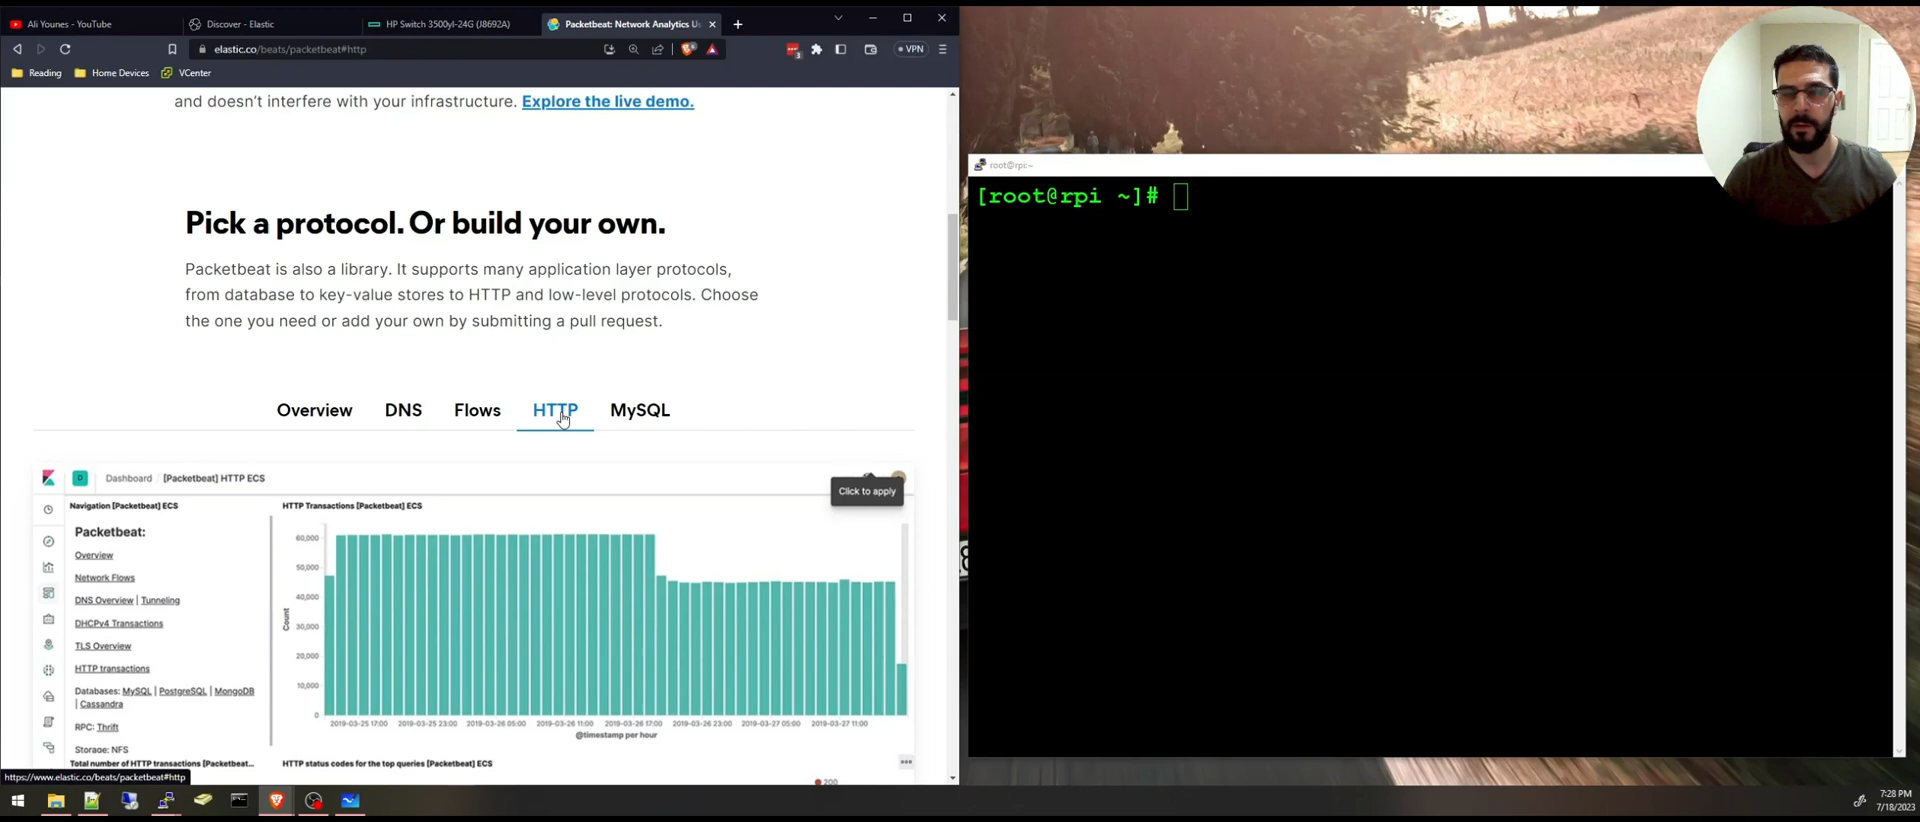 Ali Younes - YouTube
Discover - Elastic
HP Switch 3500yl-24G (J8692A)
Packetbeat: Network Analytics U
elastic.co/beats/packetbeat#http
VPN
Reading
Home Devices
VCenter
and doesn't interfere with your infrastructure. Explore the live demo.
Pick a protocol. Or build your own.
Packetbeat is also a library. It supports many application layer protocols,
from database to key-value stores to HTTP and low-level protocols. Choose
the one you need or add your own by submitting a pull request.
Overview DNS Flows HTTP MySQL
D
Dashboard / [Packetbeat] HTTP ECS
Click to apply
Navigation [Packetbeat] ECS
Packetbeat:
Overview
Network Flows
DNS Overview | Tunneling
DHCPv4 Transactions
TLS Overview
HTTP transactions
Databases: MySQL | PostgreSQL | MongoDB
| Cassandra
RPC: Thrift
Storage: NFS
Total number of HTTP transactions [Packetbeat...
HTTP Transactions [Packetbeat] ECS
60,000
50,000
40,000
30,000
20,000
10,000
0
Count
2019-03-25 17:00 2019-03-25 23:00 2019-03-26 05:00 2019-03-26 11:00 2019-03-26 17:00 2019-03-26 23:00 2019-03-27 05:00 2019-03-27 11:00
@timestamp per hour
HTTP status codes for the top queries [Packetbeat] ECS
200
https://www.elastic.co/beats/packetbeat#http
root@rpi:~
[root@rpi ~]#
7:28 PM
7/18/2023